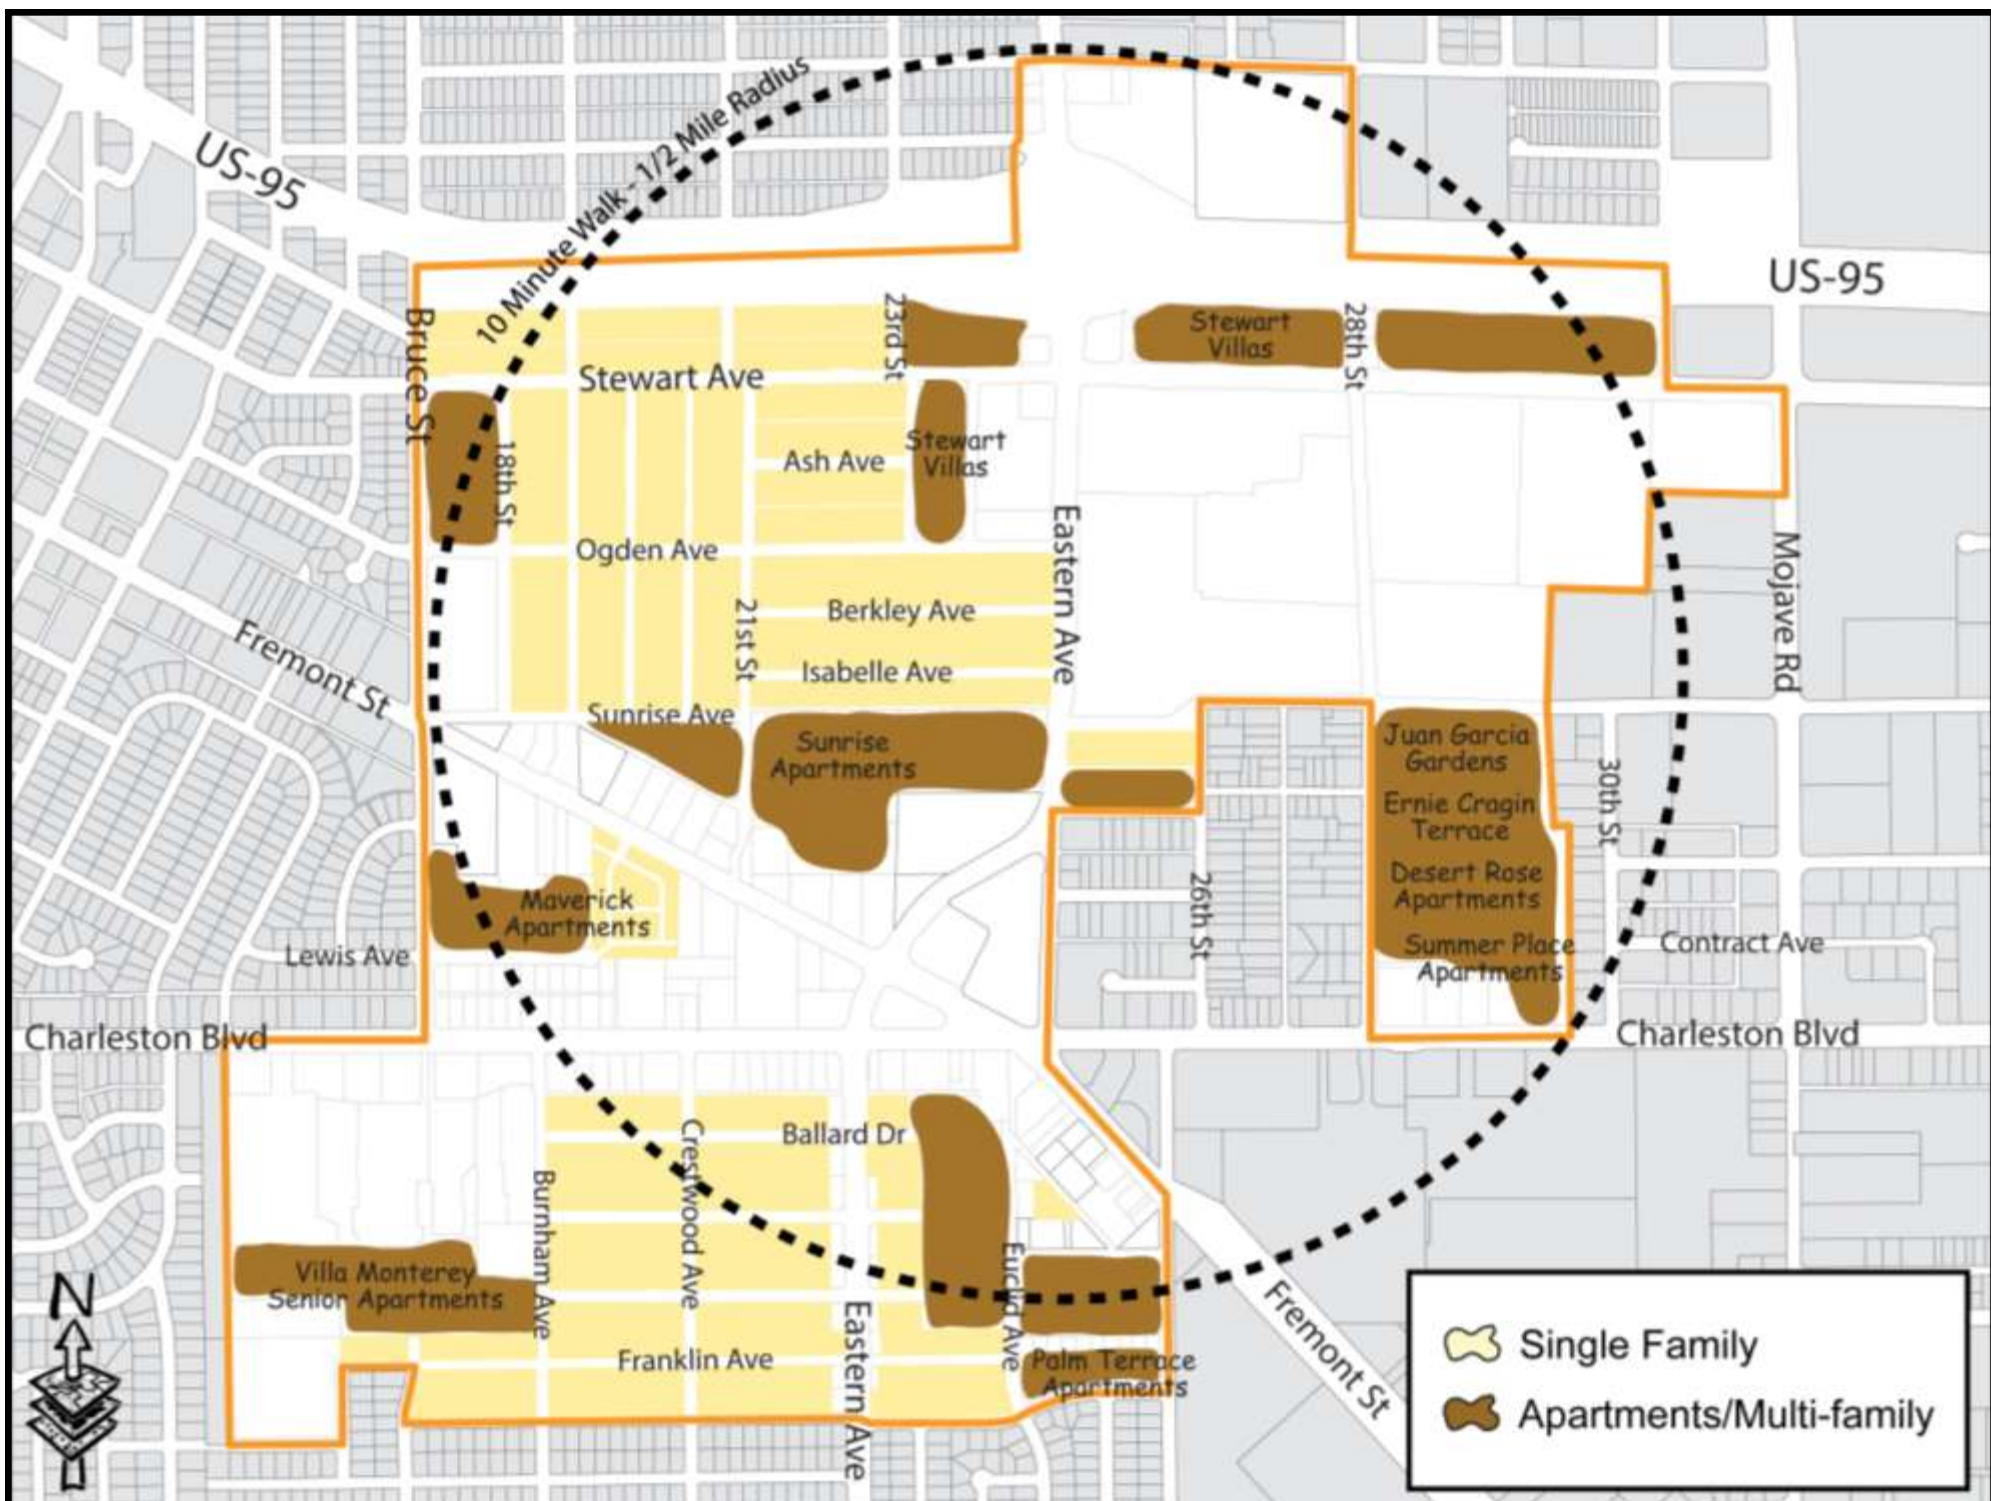 10 Minute Walk - 1/2 Mile Radius
US-95
US-95
Bruce St
23rd St
Stewart
Villas
28th St
Stewart Ave
18th St
Ash Ave
Stewart
Villas
Ogden Ave
Eastern Ave
Mojave Rd
21st St
Berkley Ave
Isabelle Ave
Fremont St
Sunrise Ave
Sunrise
Apartments
Juan Garcia
Gardens
Ernie Cragin
Terrace
Desert Rose
Apartments
Summer Place
Apartments
30th St
26th St
Maverick
Apartments
Lewis Ave
Contract Ave
Charleston Blvd
Charleston Blvd
Ballard Dr
Crestwood Ave
Burnham Ave
Euclid Ave
Villa Monterey
Senior Apartments
Eastern Ave
Franklin Ave
Palm Terrace
Apartments
Fremont St
N
Single Family
Apartments/Multi-family